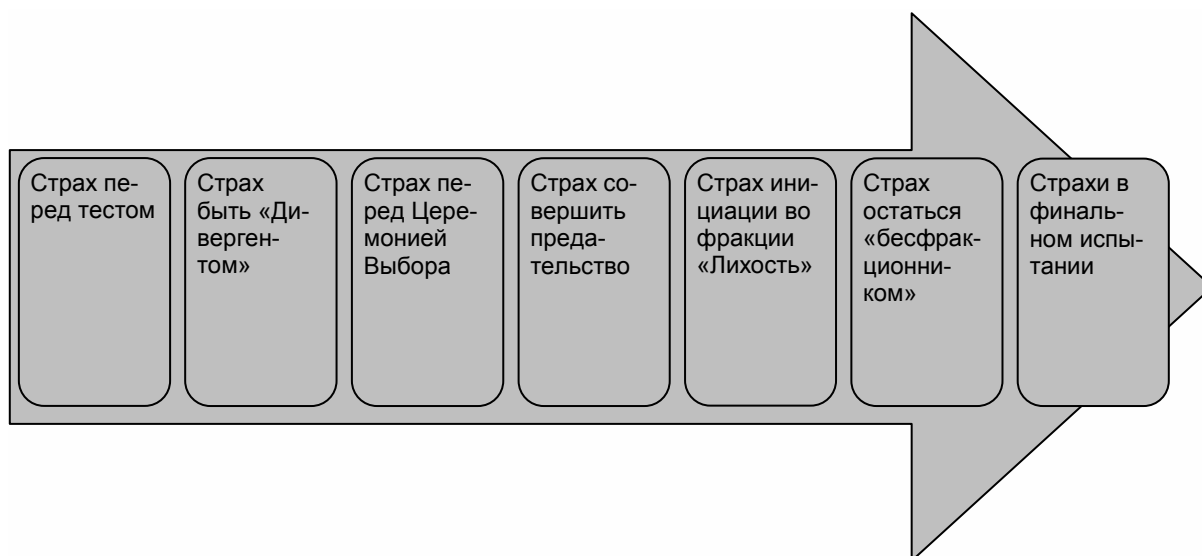 Страх пе-
ред тестом
Страх
быть «Ди-
верген-
том»
Страх пе-
ред Цере-
монией
Выбора
Страх со-
вершить
преда-
тельство
Страх ини-
циации во
фракции
«Лихость»
Страх
остаться
«бесфрак-
ционни-
ком»
Страхи в
финаль-
ном испы-
тании